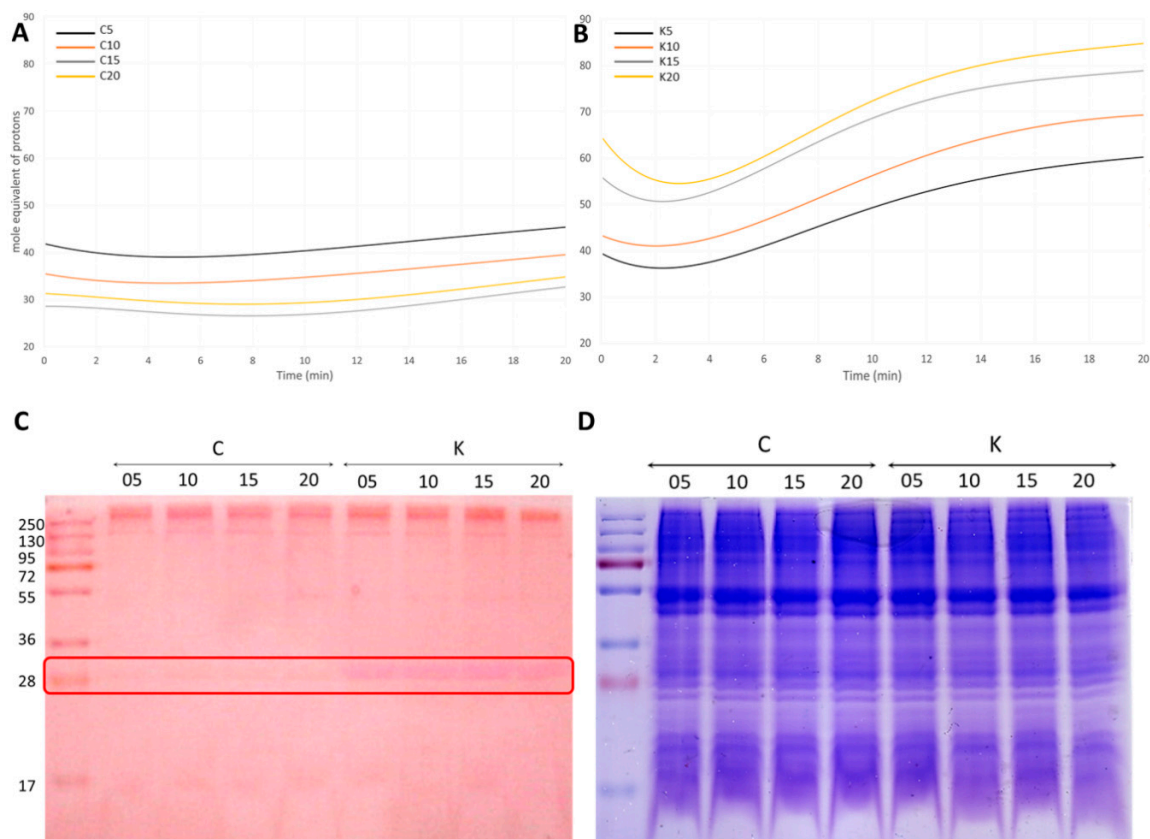 A
C5
C10
C15
C20
90
80
70
60
50
40
30
20
mole equivalent of protons
0 2 4 6 8 10 12 14 16 18 20
Time (min)
B
K5
K10
K15
K20
90
80
70
60
50
40
30
20
0 2 4 6 8 10 12 14 16 18 20
Time (min)
C
C K
05 10 15 20 05 10 15 20
250
130
95
72
55
36
28
17
D
C K
05 10 15 20 05 10 15 20